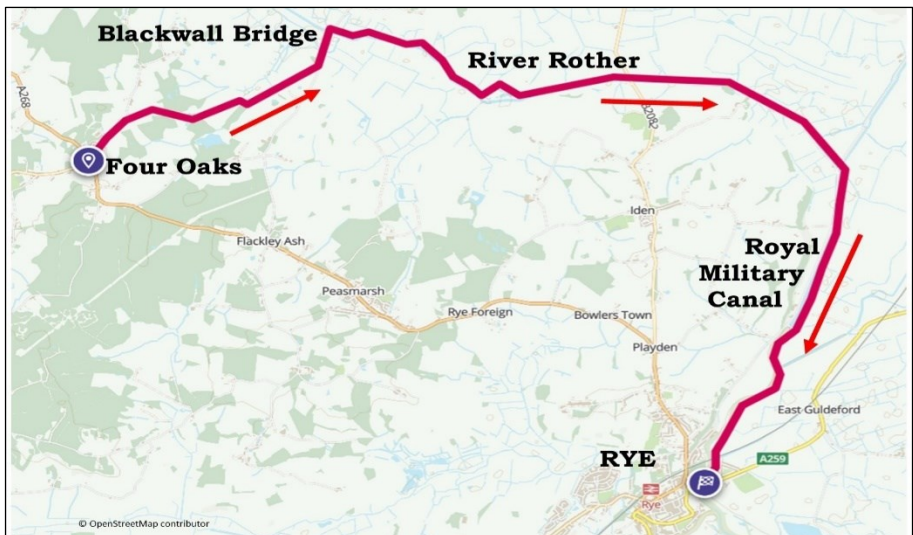 Blackwall Bridge
River Rother
A268
B2082
Four Oaks
Iden
Flackley Ash
Royal
Military
Canal
Peasmarsh
Rye Foreign
Bowlers Town
Playden
East Guldeford
RYE
A259
Rye
© OpenStreetMap contributor